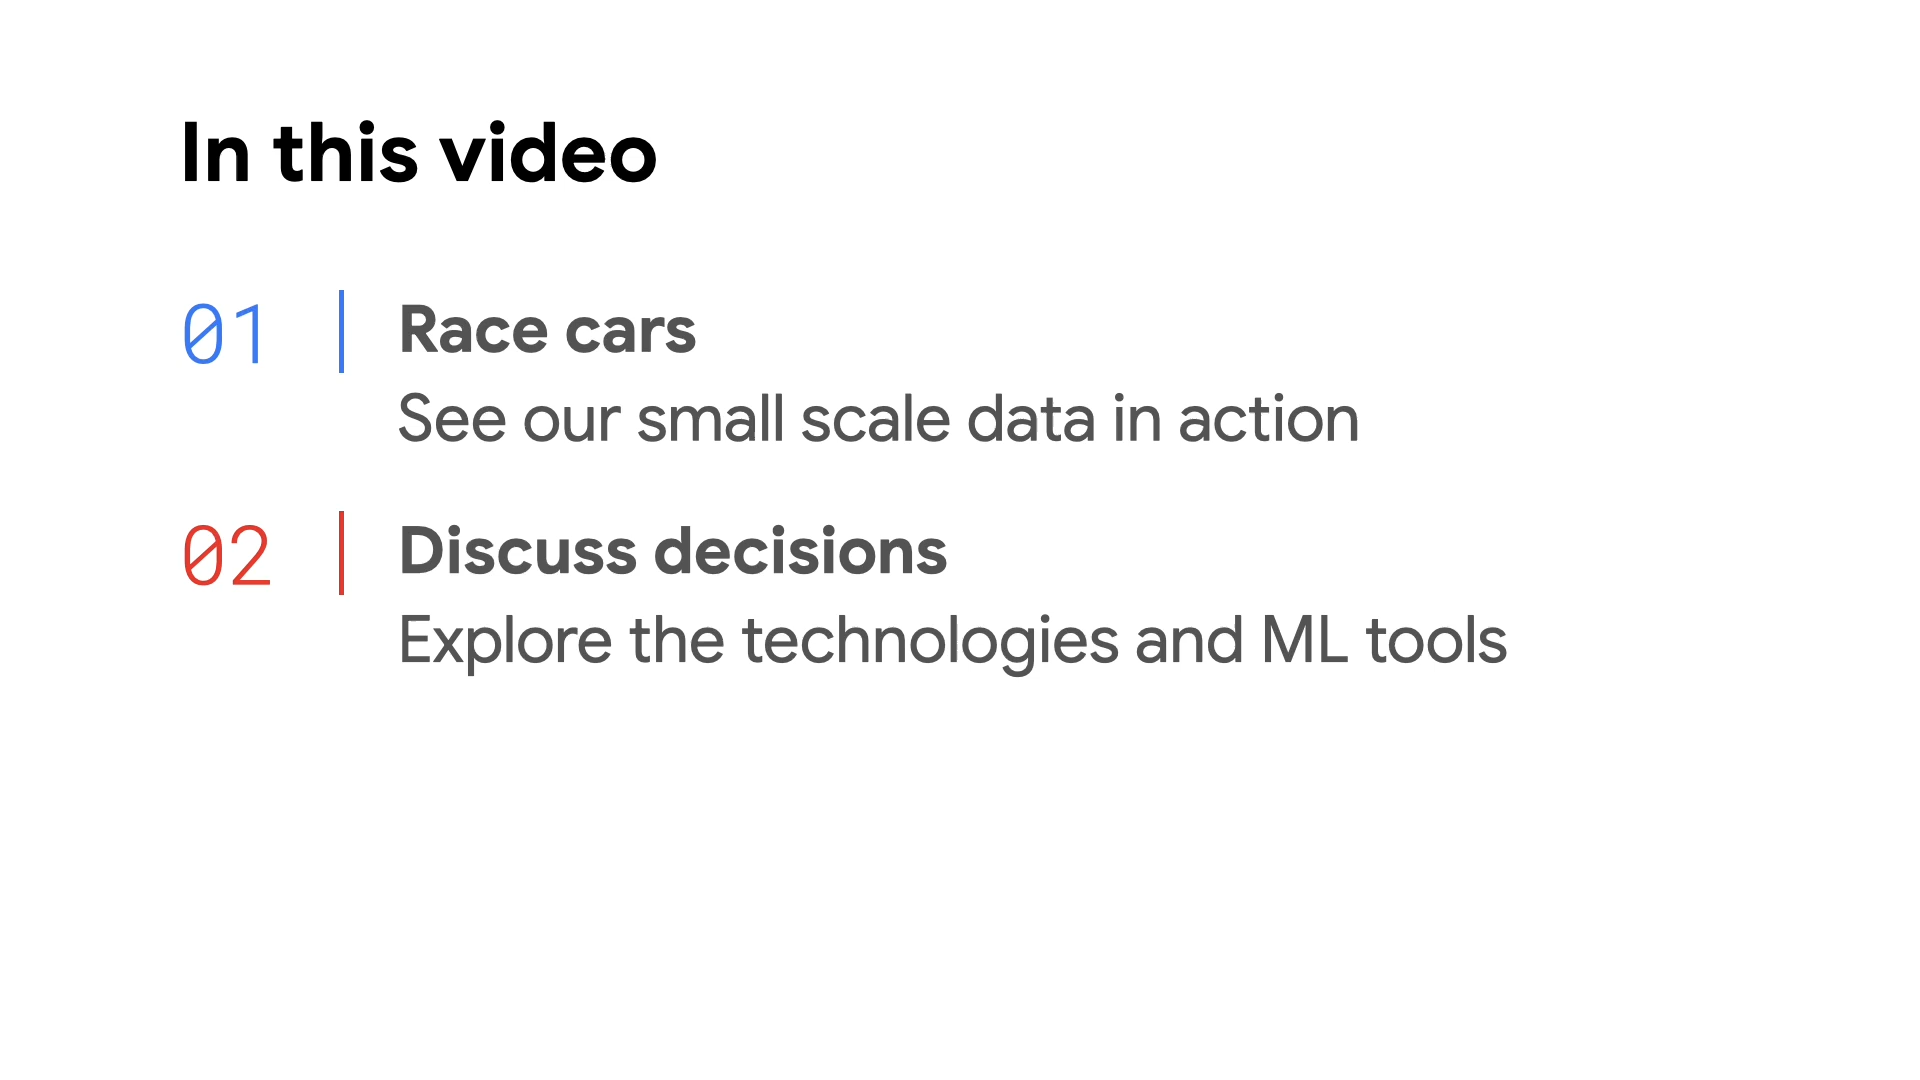 In this video
01
Race cars
See our small scale data in action
02
Discuss decisions
Explore the technologies and ML tools